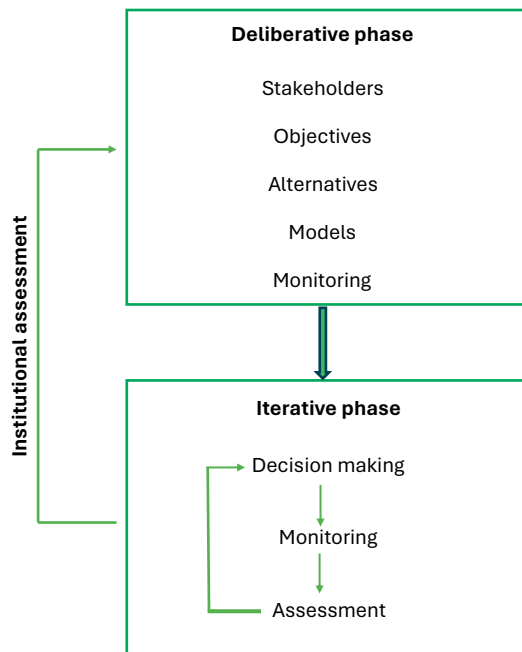 Deliberative phase
Stakeholders
Objectives
Alternatives
Models
Monitoring
Institutional assessment
Iterative phase
Decision making
Monitoring
Assessment